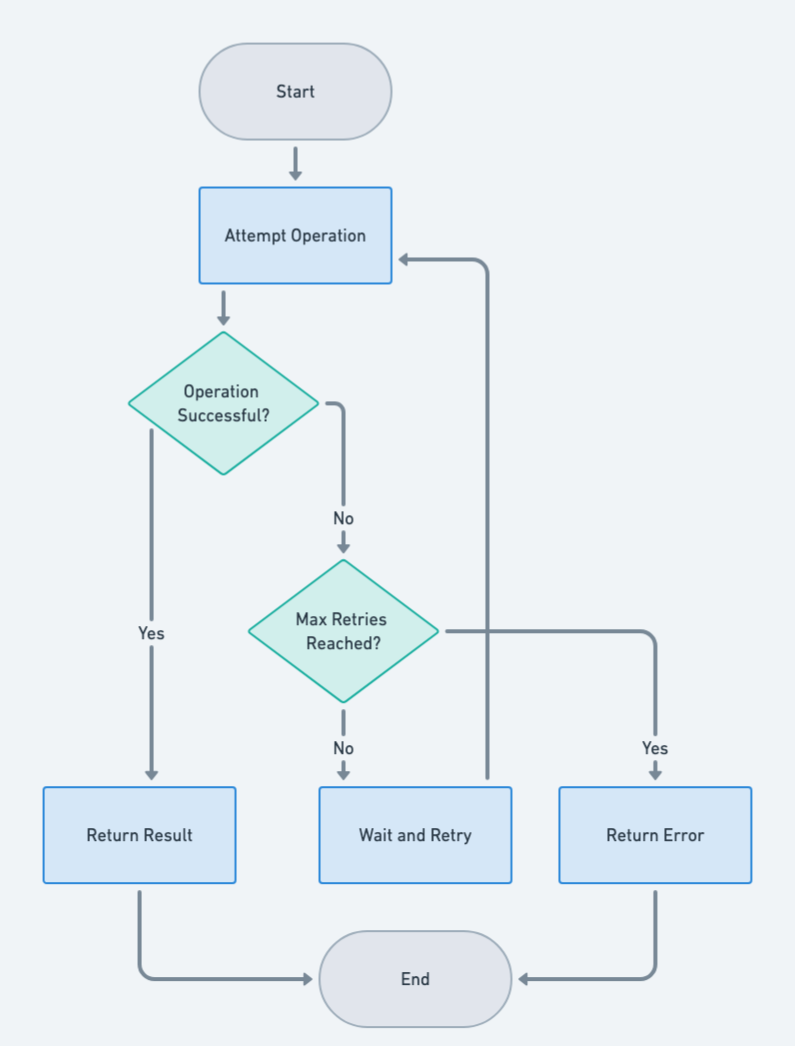 Start
Attempt Operation
Operation
Successful?
No
Max Retries
Reached?
Yes
No
Yes
Return Result
Wait and Retry
Return Error
End